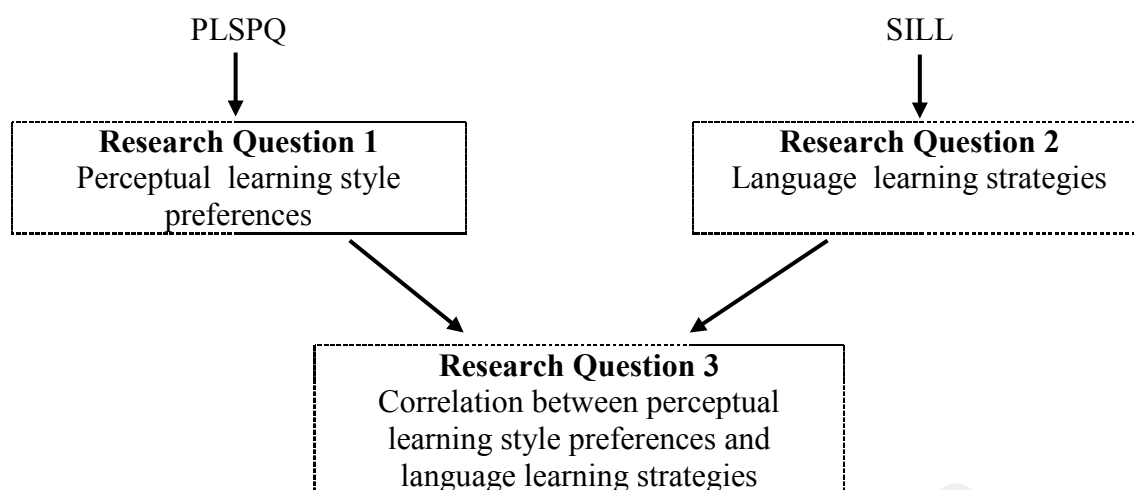 PLSPQ
SILL
Research Question 1
Perceptual learning style
preferences
Research Question 2
Language learning strategies
Research Question 3
Correlation between perceptual
learning style preferences and
language learning strategies